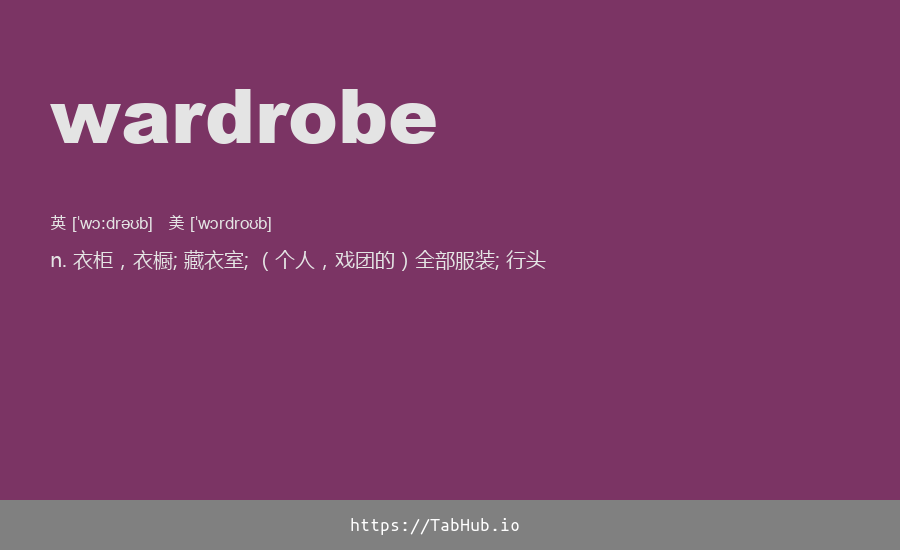 wardrobe
英 [ˈwɔːdrəʊb] 美 [ˈwɔrdroʊb]
n. 衣柜，衣橱; 藏衣室; （个人，戏团的）全部服装; 行头
https://TabHub.io